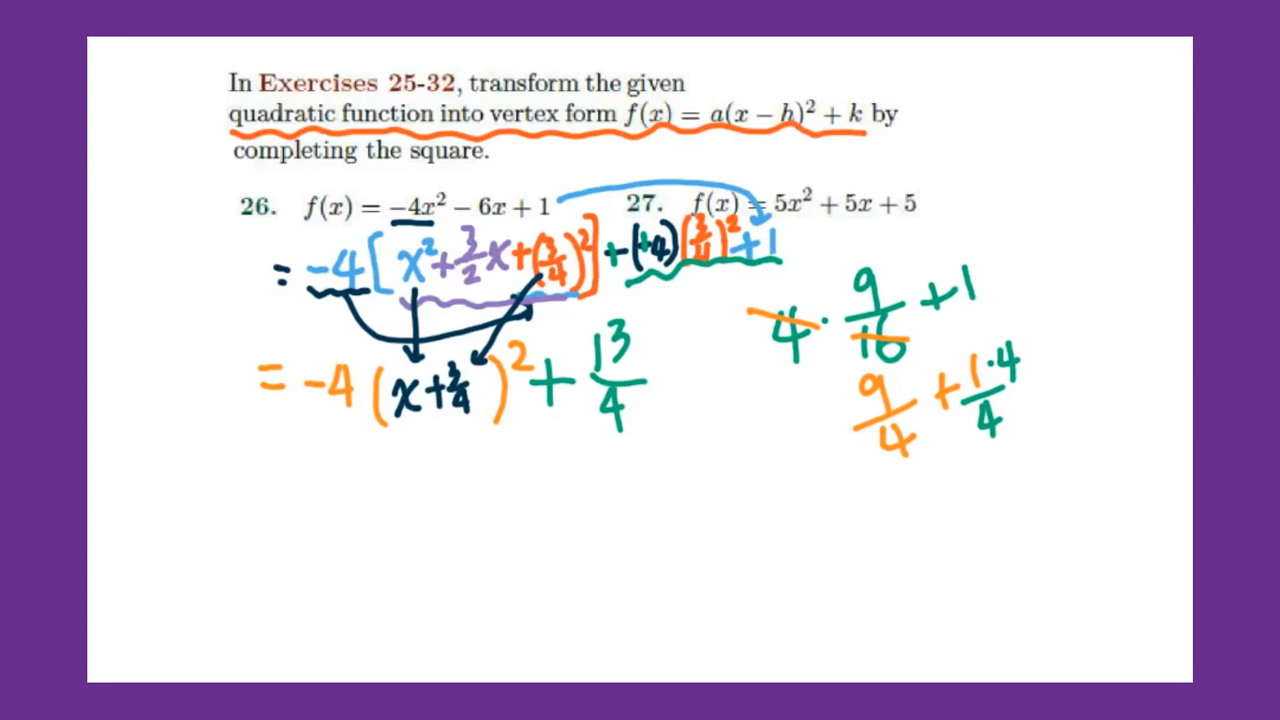 In Exercises 25-32, transform the given
quadratic function into vertex form f(x) = a(x − h)² + k by
completing the square.
26. f(x) = −4x² − 6x + 1 27. f(x) = 5x² + 5x + 5
= −4[x² + 3/2 x + (3/4)²] + (+4)(3/4)² + 1
4 · 9/16 + 1
= −4(x + 3/4)² + 13/4
9/4 + 1·4/4